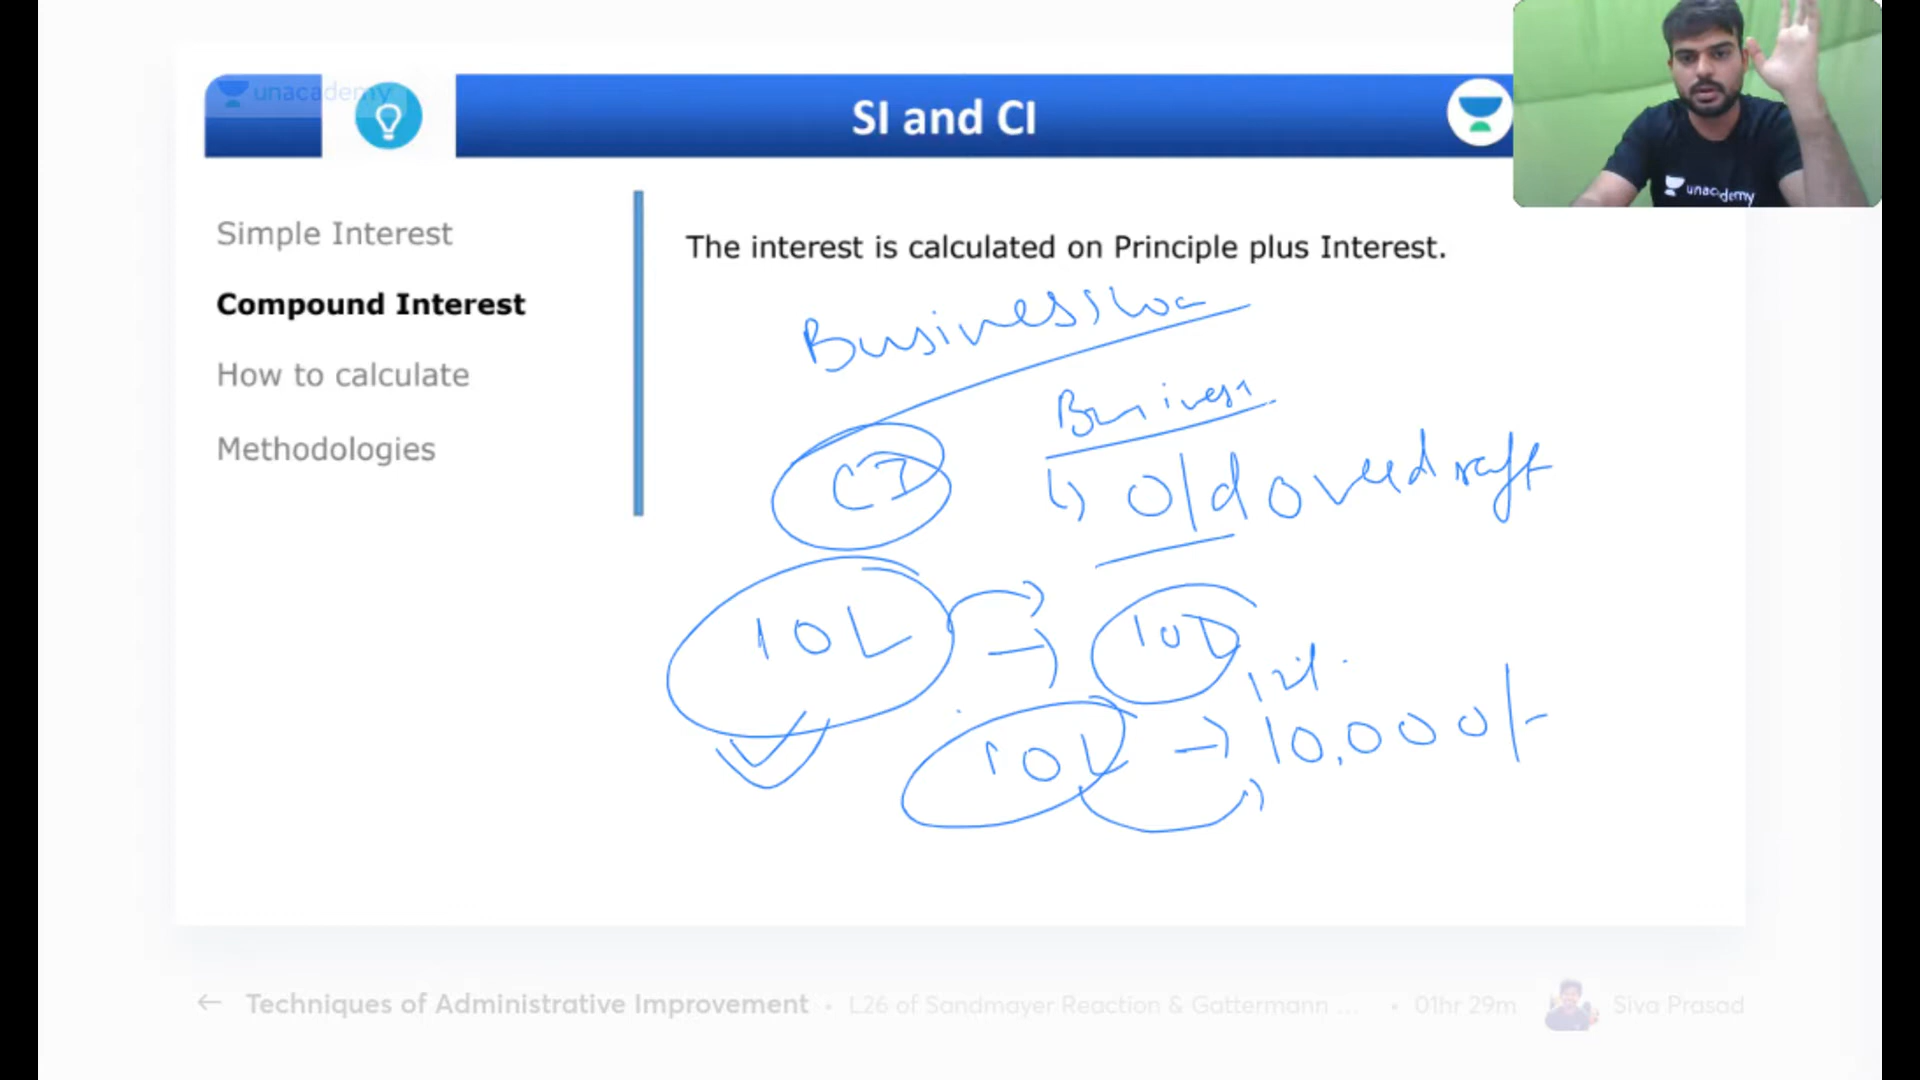 unacademy
SI and CI
unacademy
Simple Interest
Compound Interest
How to calculate
Methodologies
The interest is calculated on Principle plus Interest.
Business loa
Business
CI
O/d overdraft
10L → 10L
12%.
10L → 10,000/-
← Techniques of Administrative Improvement • L26 of Sandmayer Reaction & Gattermann ... • 01hr 29m Siva Prasad